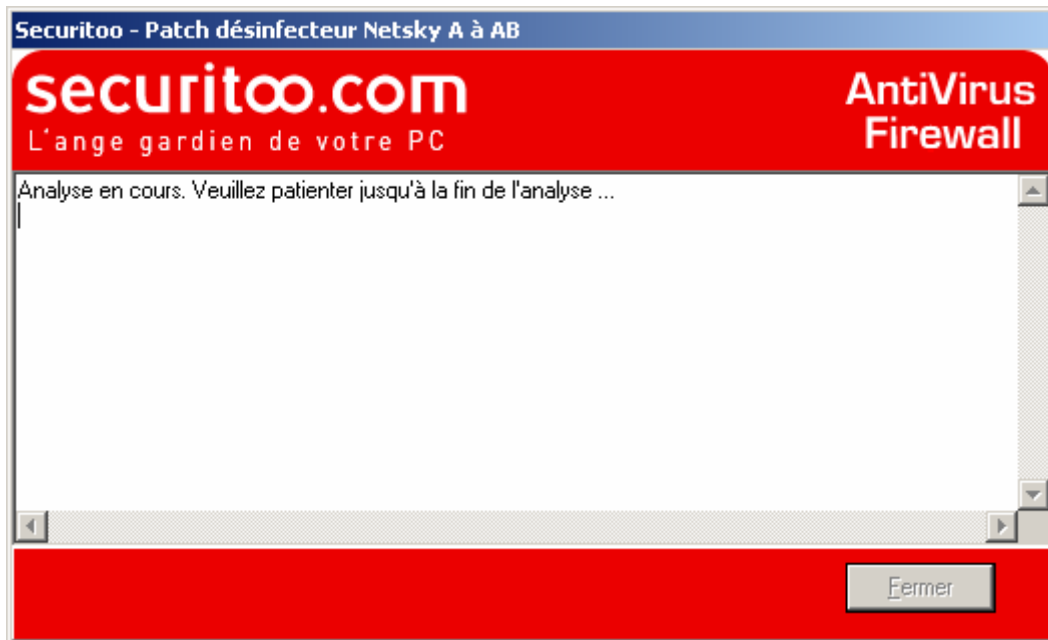 Securitoo - Patch désinfecteur Netsky A à AB
securitoo.com
L'ange gardien de votre PC
AntiVirus
Firewall
Analyse en cours. Veuillez patienter jusqu'à la fin de l'analyse ...
Fermer